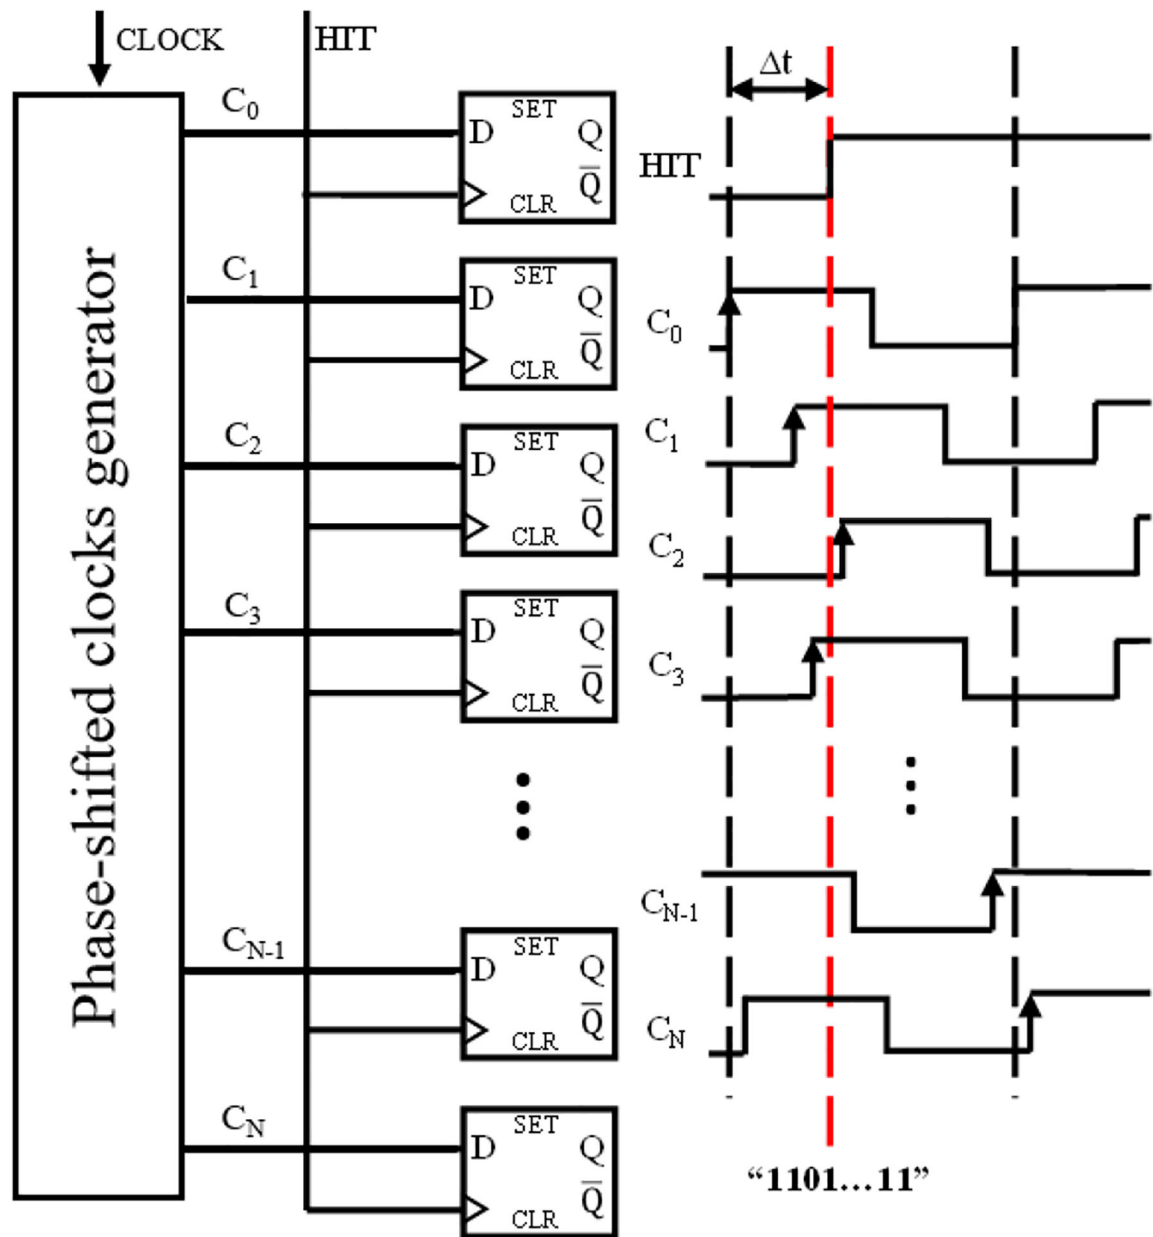 CLOCK
HIT
Phase-shifted clocks generator
C0
D SET Q
CLR Q̅
C1
D SET Q
CLR Q̅
C2
D SET Q
CLR Q̅
C3
D SET Q
CLR Q̅
CN-1
D SET Q
CLR Q̅
CN
D SET Q
CLR Q̅
Δt
HIT
C0
C1
C2
C3
CN-1
CN
“1101...11”